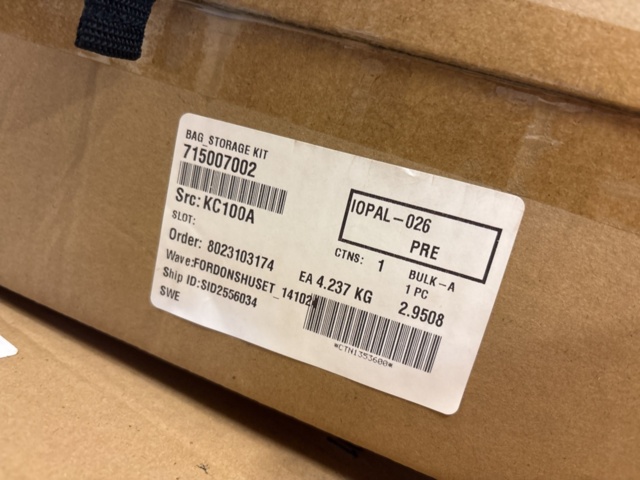 BAG_STORAGE KIT
715007002
Src: KC100A
SLOT:
IOPAL-026
PRE
Order: 8023103174
CTNS: 1
BULK-A
Wave:FORDONSHUSET_14102
EA 4.237 KG
1 PC
2.9508
Ship ID:SID2556034
SWE
*CTN1353600*